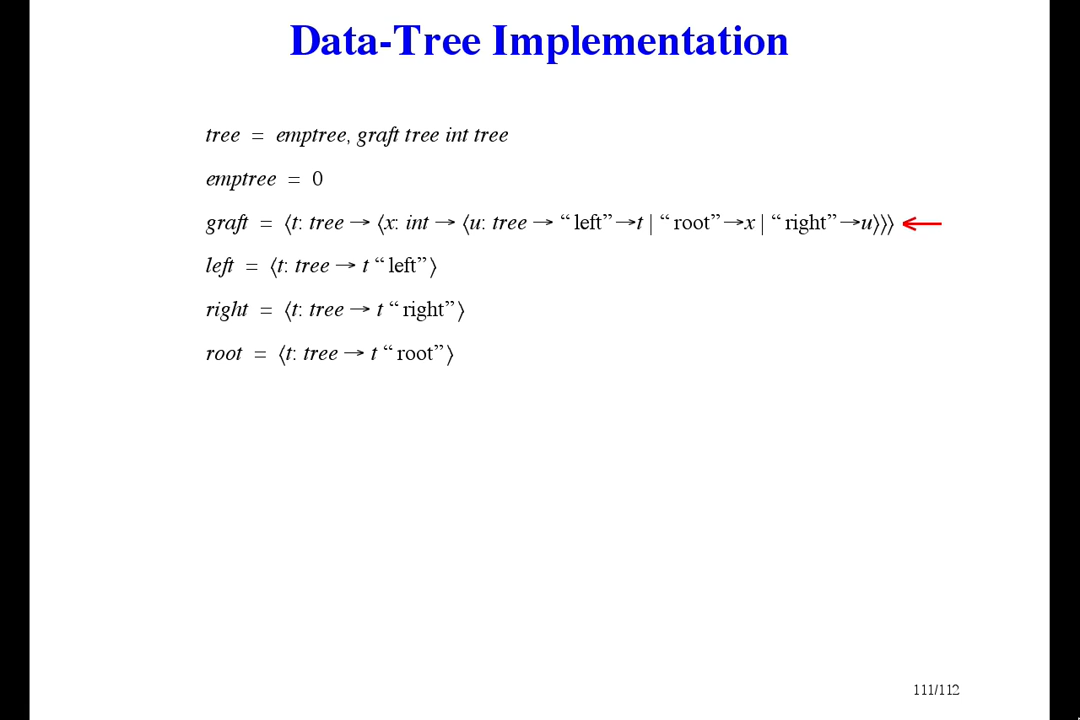 Data-Tree Implementation
tree = emptree, graft tree int tree
emptree = 0
graft = ⟨t: tree → ⟨x: int → ⟨u: tree → “left”→t | “root”→x | “right”→u⟩⟩⟩
left = ⟨t: tree → t “left”⟩
right = ⟨t: tree → t “right”⟩
root = ⟨t: tree → t “root”⟩
111/112